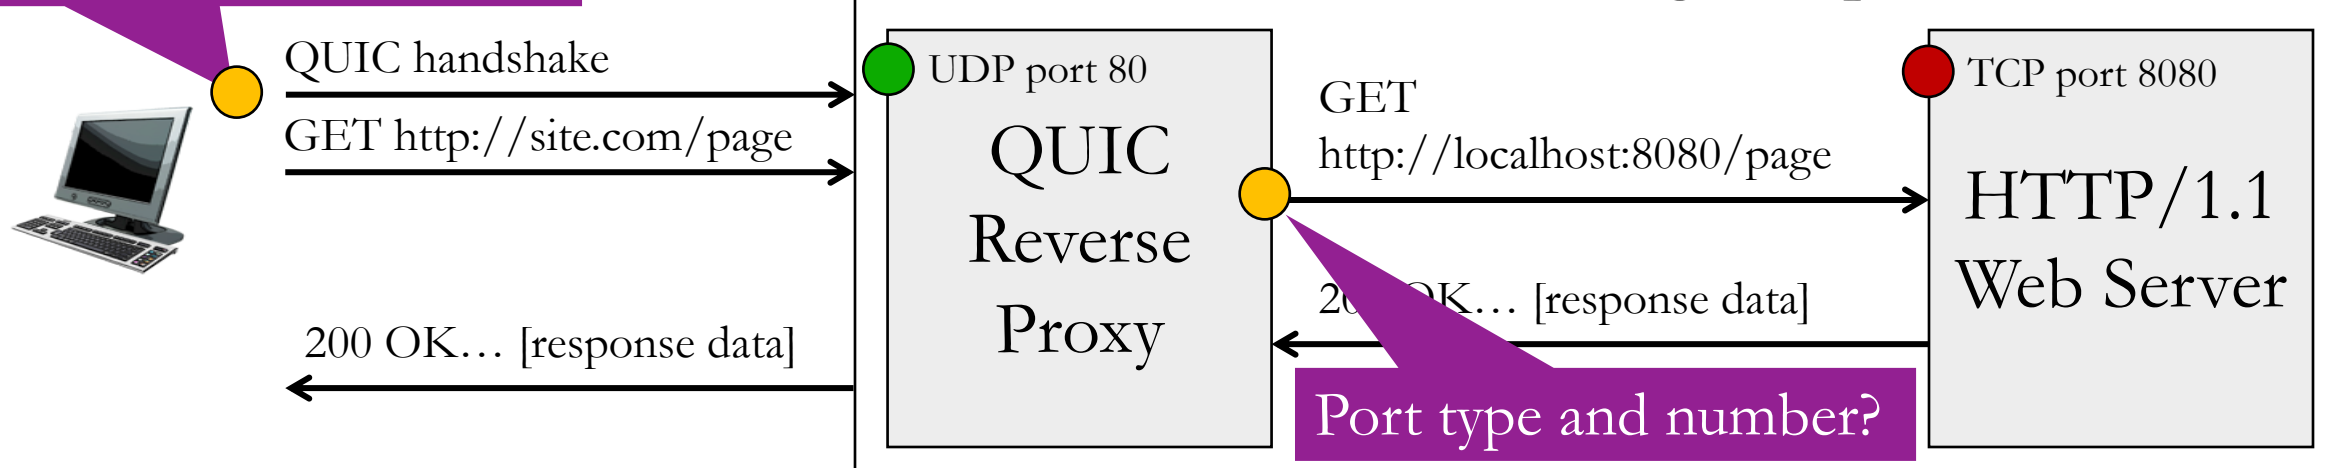 QUIC handshake
GET http://site.com/page
200 OK… [response data]
UDP port 80
QUIC
Reverse
Proxy
GET
http://localhost:8080/page
OK… [response data]
Port type and number?
TCP port 8080
HTTP/1.1
Web Server